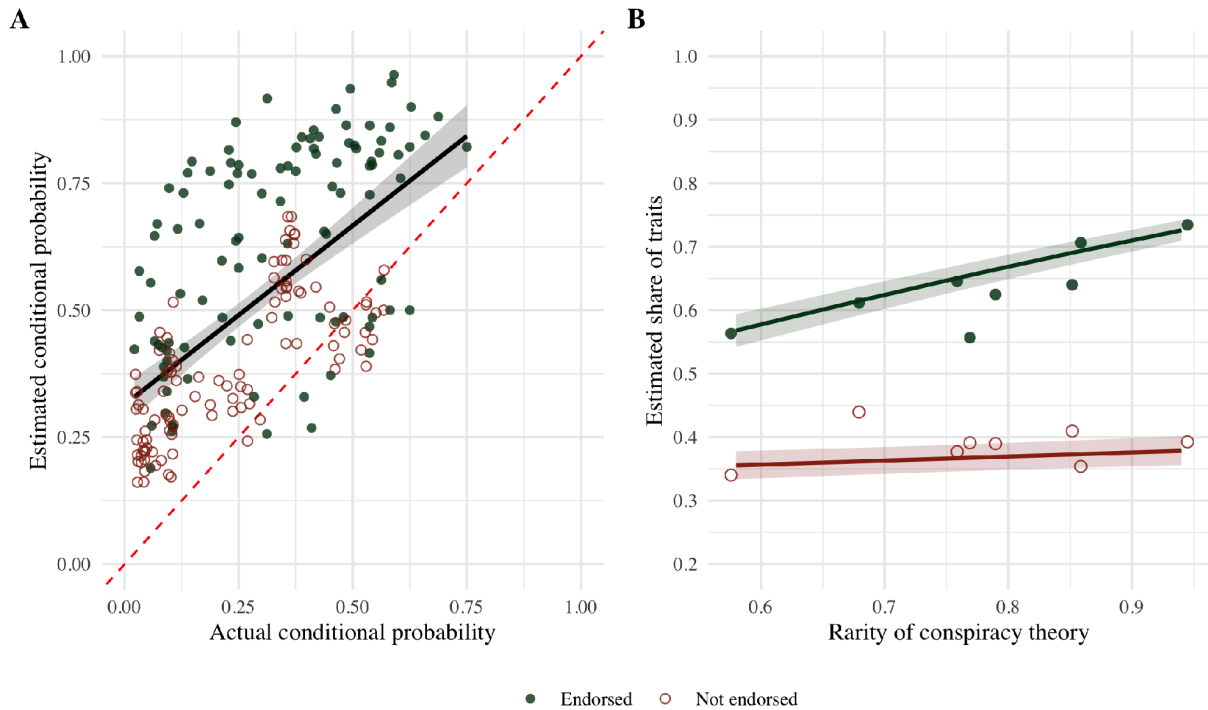 A
B
1.00
0.75
0.50
0.25
0.00
Estimated conditional probability
0.00
0.25
0.50
0.75
1.00
Actual conditional probability
1.0
0.9
0.8
0.7
0.6
0.5
0.4
0.3
0.2
Estimated share of traits
0.6
0.7
0.8
0.9
Rarity of conspiracy theory
Endorsed
Not endorsed